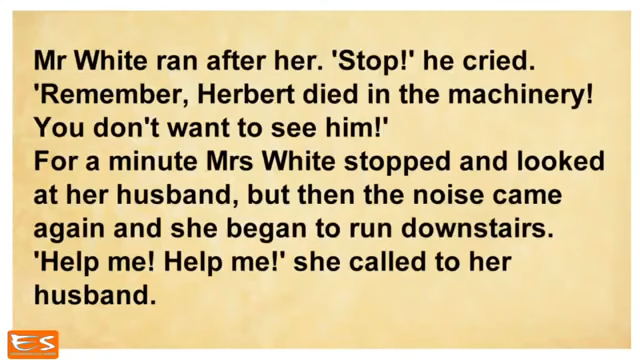 Mr White ran after her. 'Stop!' he cried.
'Remember, Herbert died in the machinery!
You don't want to see him!'
For a minute Mrs White stopped and looked
at her husband, but then the noise came
again and she began to run downstairs.
'Help me! Help me!' she called to her
husband.
ES